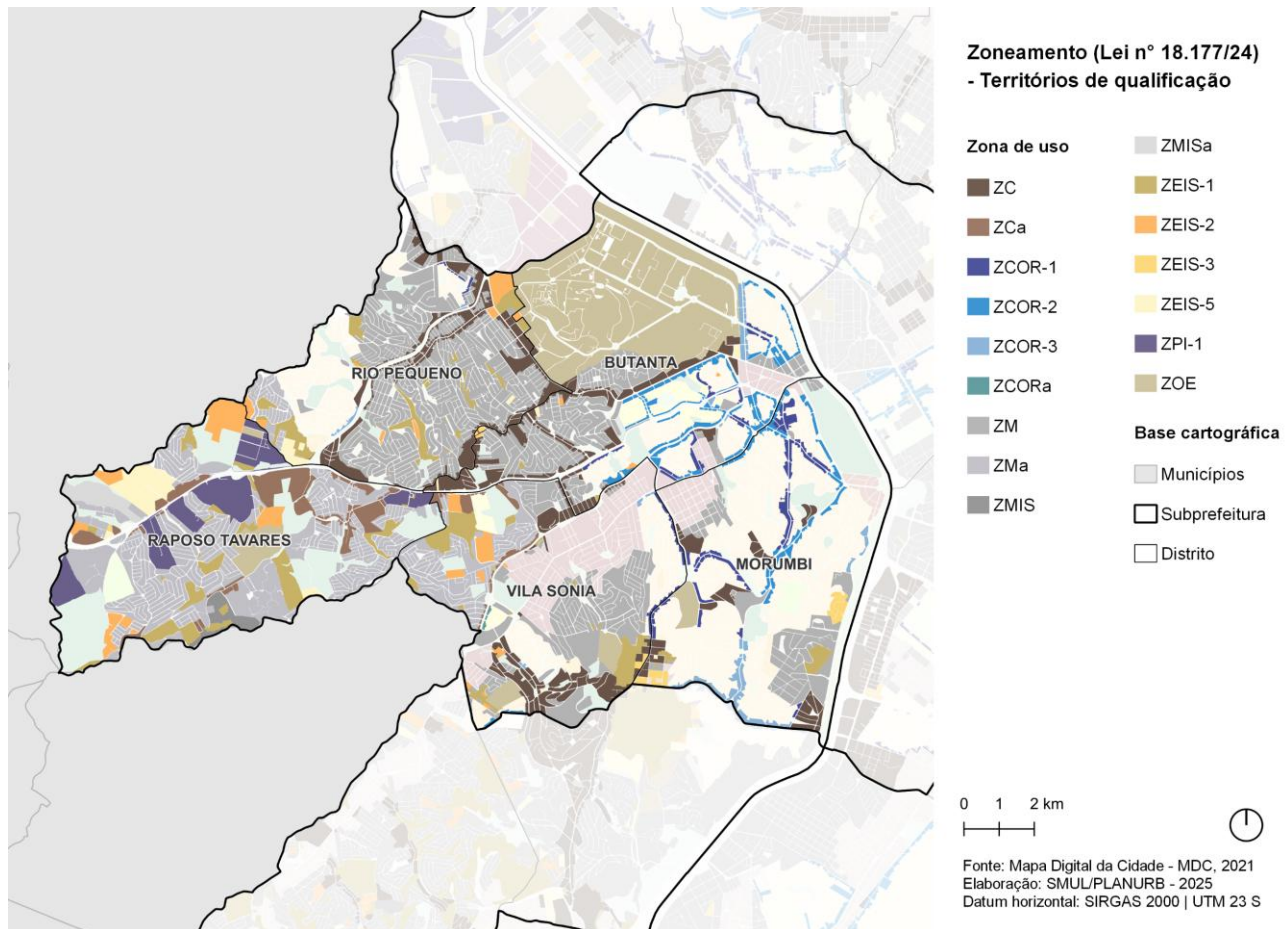 Zoneamento (Lei n° 18.177/24)
- Territórios de qualificação
Zona de uso
ZC
ZCa
ZCOR-1
ZCOR-2
ZCOR-3
ZCORa
ZM
ZMa
ZMIS
ZMISa
ZEIS-1
ZEIS-2
ZEIS-3
ZEIS-5
ZPI-1
ZOE
Base cartográfica
Municípios
Subprefeitura
Distrito
RIO PEQUENO
BUTANTA
RAPOSO TAVARES
VILA SONIA
MORUMBI
0 1 2 km
Fonte: Mapa Digital da Cidade - MDC, 2021
Elaboração: SMUL/PLANURB - 2025
Datum horizontal: SIRGAS 2000 | UTM 23 S